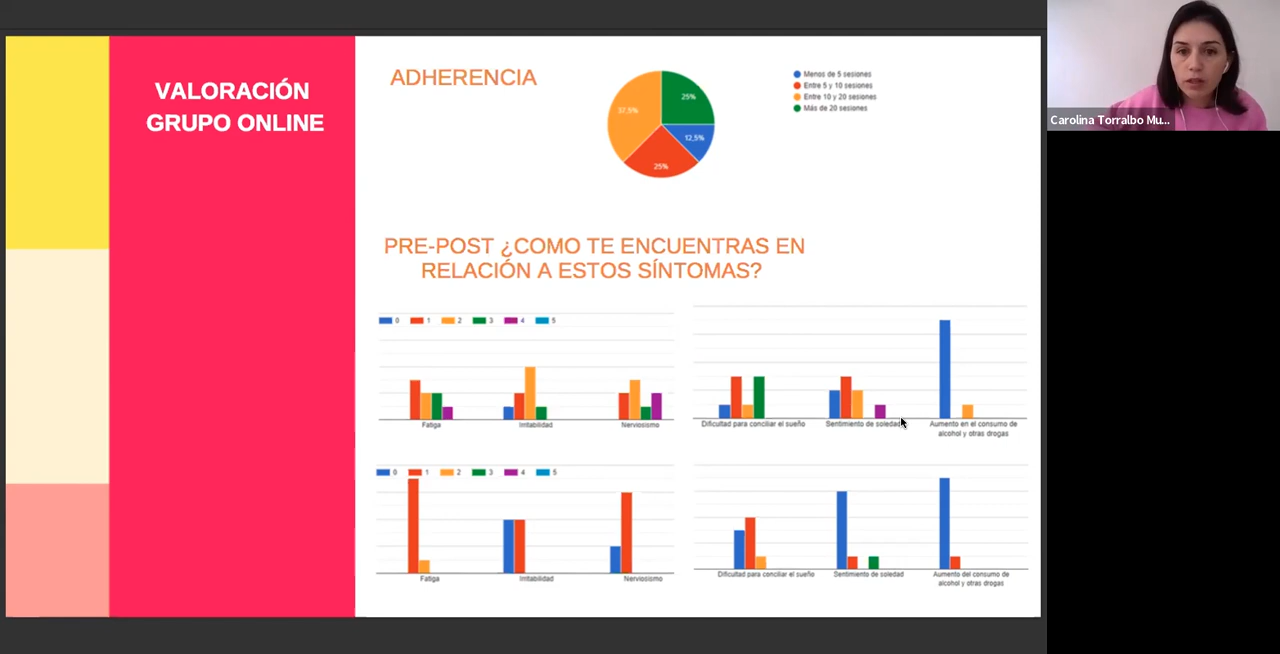 VALORACIÓN
GRUPO ONLINE
ADHERENCIA
25%
37,5%
12,5%
25%
Menos de 5 sesiones
Entre 5 y 10 sesiones
Entre 10 y 20 sesiones
Más de 20 sesiones
Carolina Torralbo Mu...
PRE-POST ¿COMO TE ENCUENTRAS EN
RELACIÓN A ESTOS SÍNTOMAS?
0 1 2 3 4 5
Fatiga Irritabilidad Nerviosismo
Dificultad para conciliar el sueño Sentimiento de soledad Aumento en el consumo de
alcohol y otras drogas
0 1 2 3 4 5
Fatiga Irritabilidad Nerviosismo
Dificultad para conciliar el sueño Sentimiento de soledad Aumento del consumo de
alcohol y otras drogas